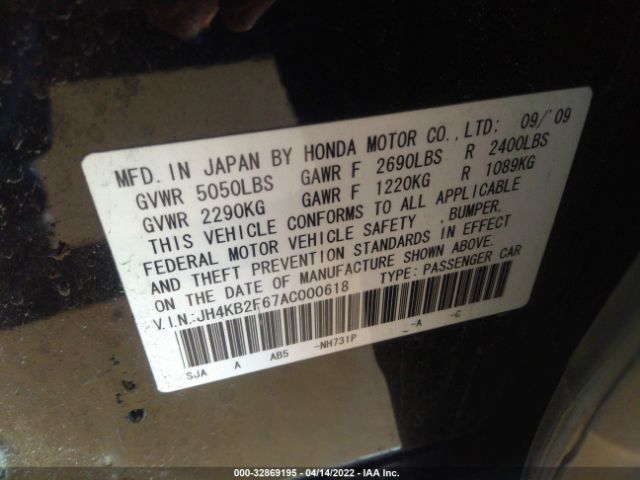 MFD. IN JAPAN BY HONDA MOTOR CO.,LTD: 09/'09
GVWR 5050LBS GAWR F 2690LBS R 2400LBS
GVWR 2290KG GAWR F 1220KG R 1089KG
THIS VEHICLE CONFORMS TO ALL APPLICABLE
FEDERAL MOTOR VEHICLE SAFETY ,BUMPER,
AND THEFT PREVENTION STANDARDS IN EFFECT
ON THE DATE OF MANUFACTURE SHOWN ABOVE.
V.I.N.:JH4KB2F67AC000618 TYPE: PASSENGER CAR
SJA A AB5 -NH731P _-A -C
000-32869195 - 04/14/2022 - IAA Inc.